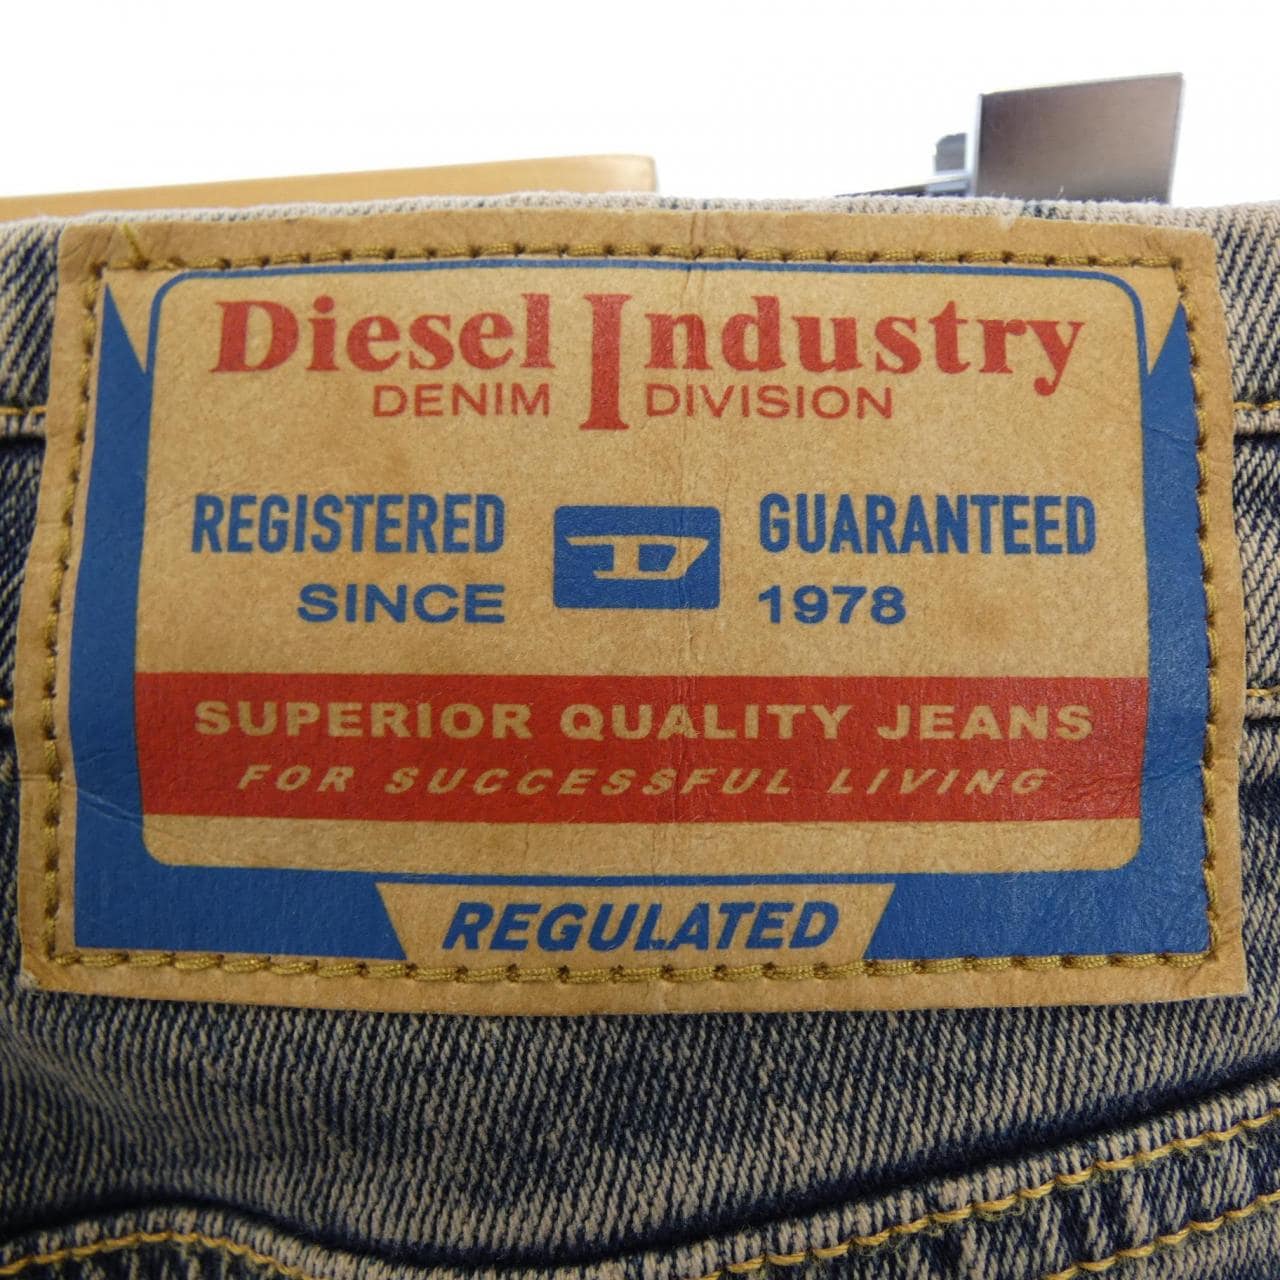 Diesel Industry
DENIM DIVISION
REGISTERED D GUARANTEED
SINCE 1978
SUPERIOR QUALITY JEANS
FOR SUCCESSFUL LIVING
REGULATED